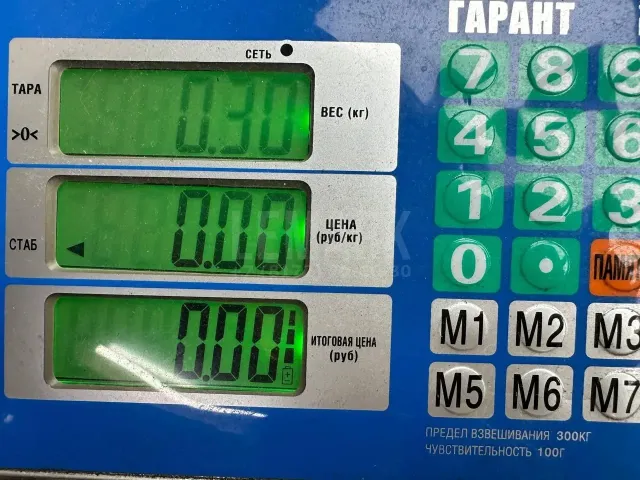 ГАРАНТ
СЕТЬ
ТАРА
>0<
0.30
ВЕС (кг)
7 8 9
4 5 6
СТАБ
0.00
ЦЕНА
(руб/кг)
1 2 3
0 •
0.00
ИТОГОВАЯ ЦЕНА
(руб)
M1 M2 M3
M5 M6 M7
ПРЕДЕЛ ВЗВЕШИВАНИЯ 300КГ
ЧУВСТВИТЕЛЬНОСТЬ 100Г